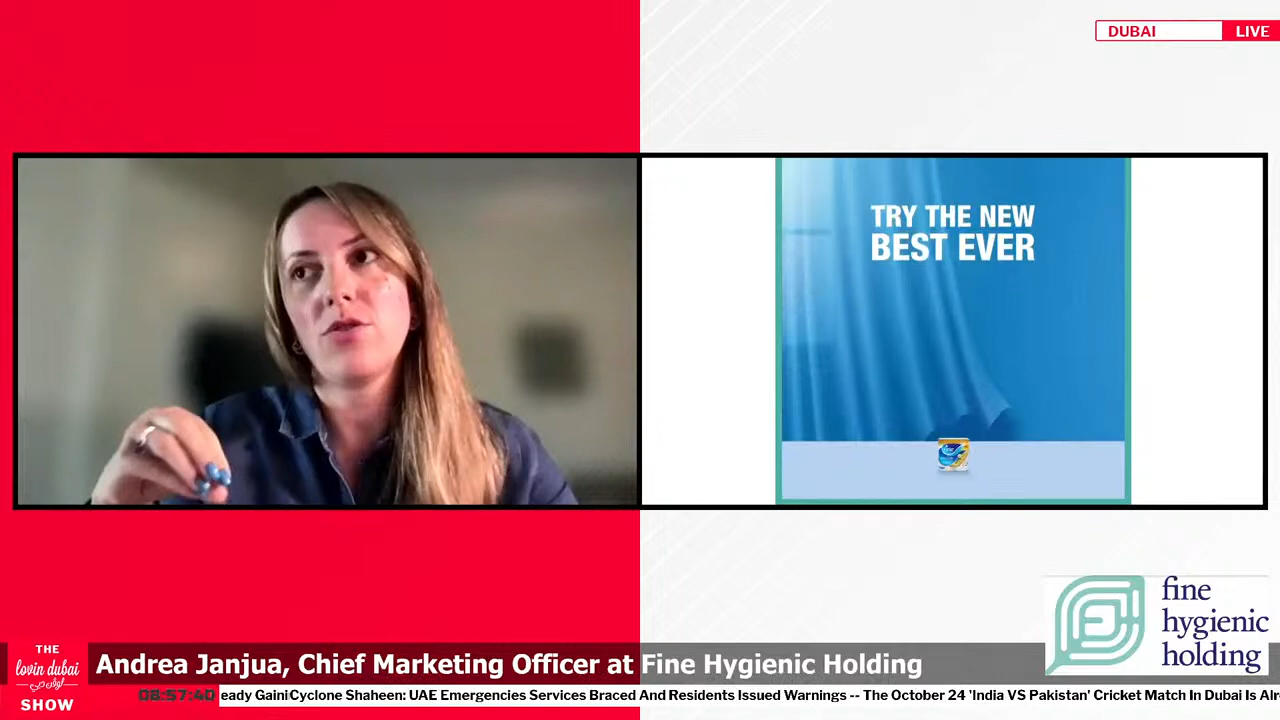 DUBAI LIVE
TRY THE NEW
BEST EVER
fine
hygienic
holding
THE
lovin dubai
SHOW
Andrea Janjua, Chief Marketing Officer at Fine Hygienic Holding
08:57:40
eady GainiCyclone Shaheen: UAE Emergencies Services Braced And Residents Issued Warnings -- The October 24 'India VS Pakistan' Cricket Match In Dubai Is Alr